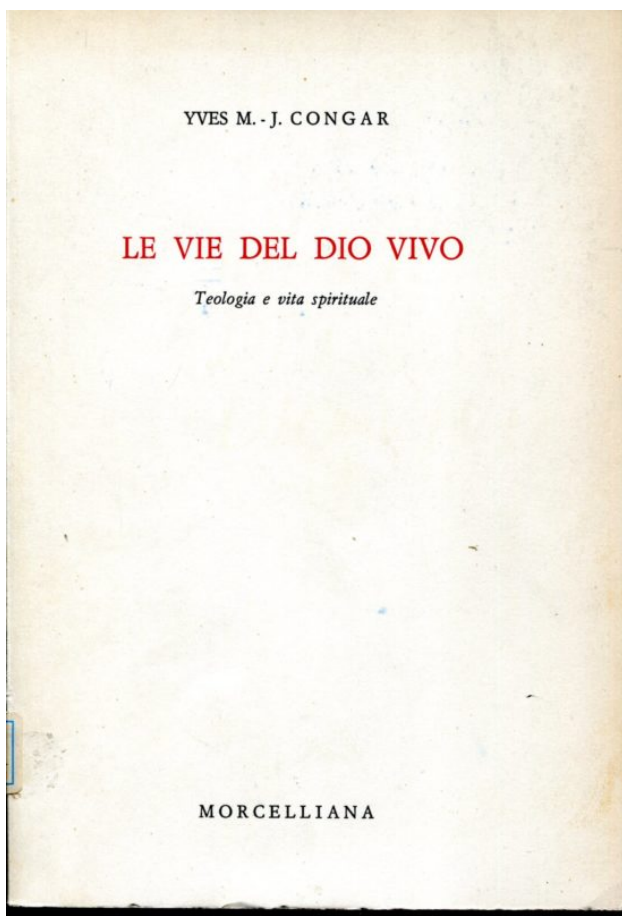 YVES M.-J. CONGAR
LE VIE DEL DIO VIVO
Teologia e vita spirituale
MORCELLIANA